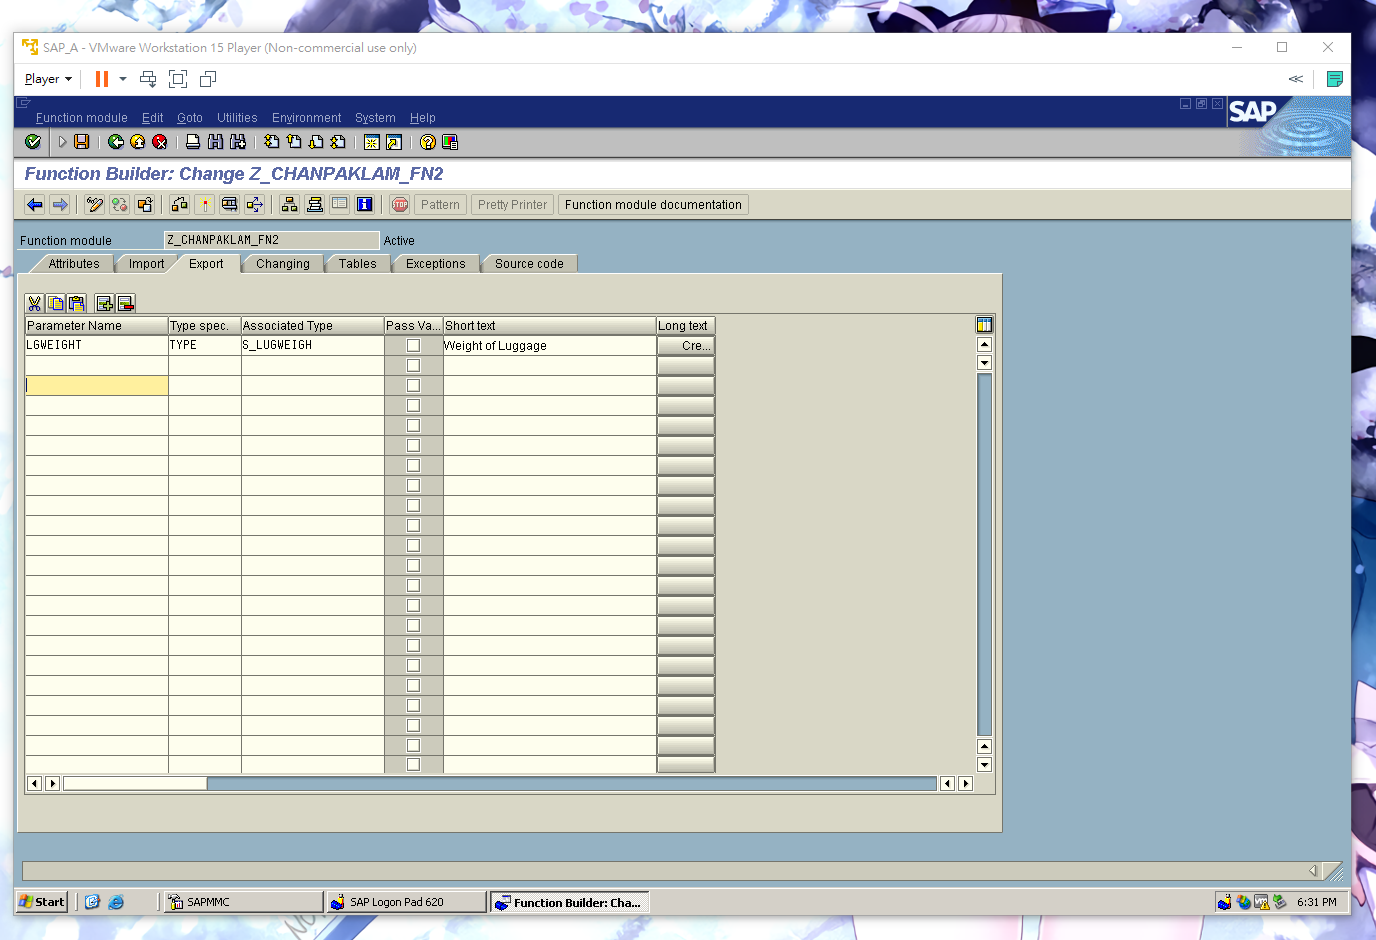 SAP_A - VMware Workstation 15 Player (Non-commercial use only)
Player
Function module Edit Goto Utilities Environment System Help
SAP
Function Builder: Change Z_CHANPAKLAM_FN2
STOP Pattern Pretty Printer Function module documentation
Function module Z_CHANPAKLAM_FN2 Active
Attributes Import Export Changing Tables Exceptions Source code
Parameter Name Type spec. Associated Type Pass Va... Short text Long text
LGWEIGHT TYPE S_LUGWEIGH Weight of Luggage Cre...
Start SAPMMC SAP Logon Pad 620 Function Builder: Cha... 6:31 PM